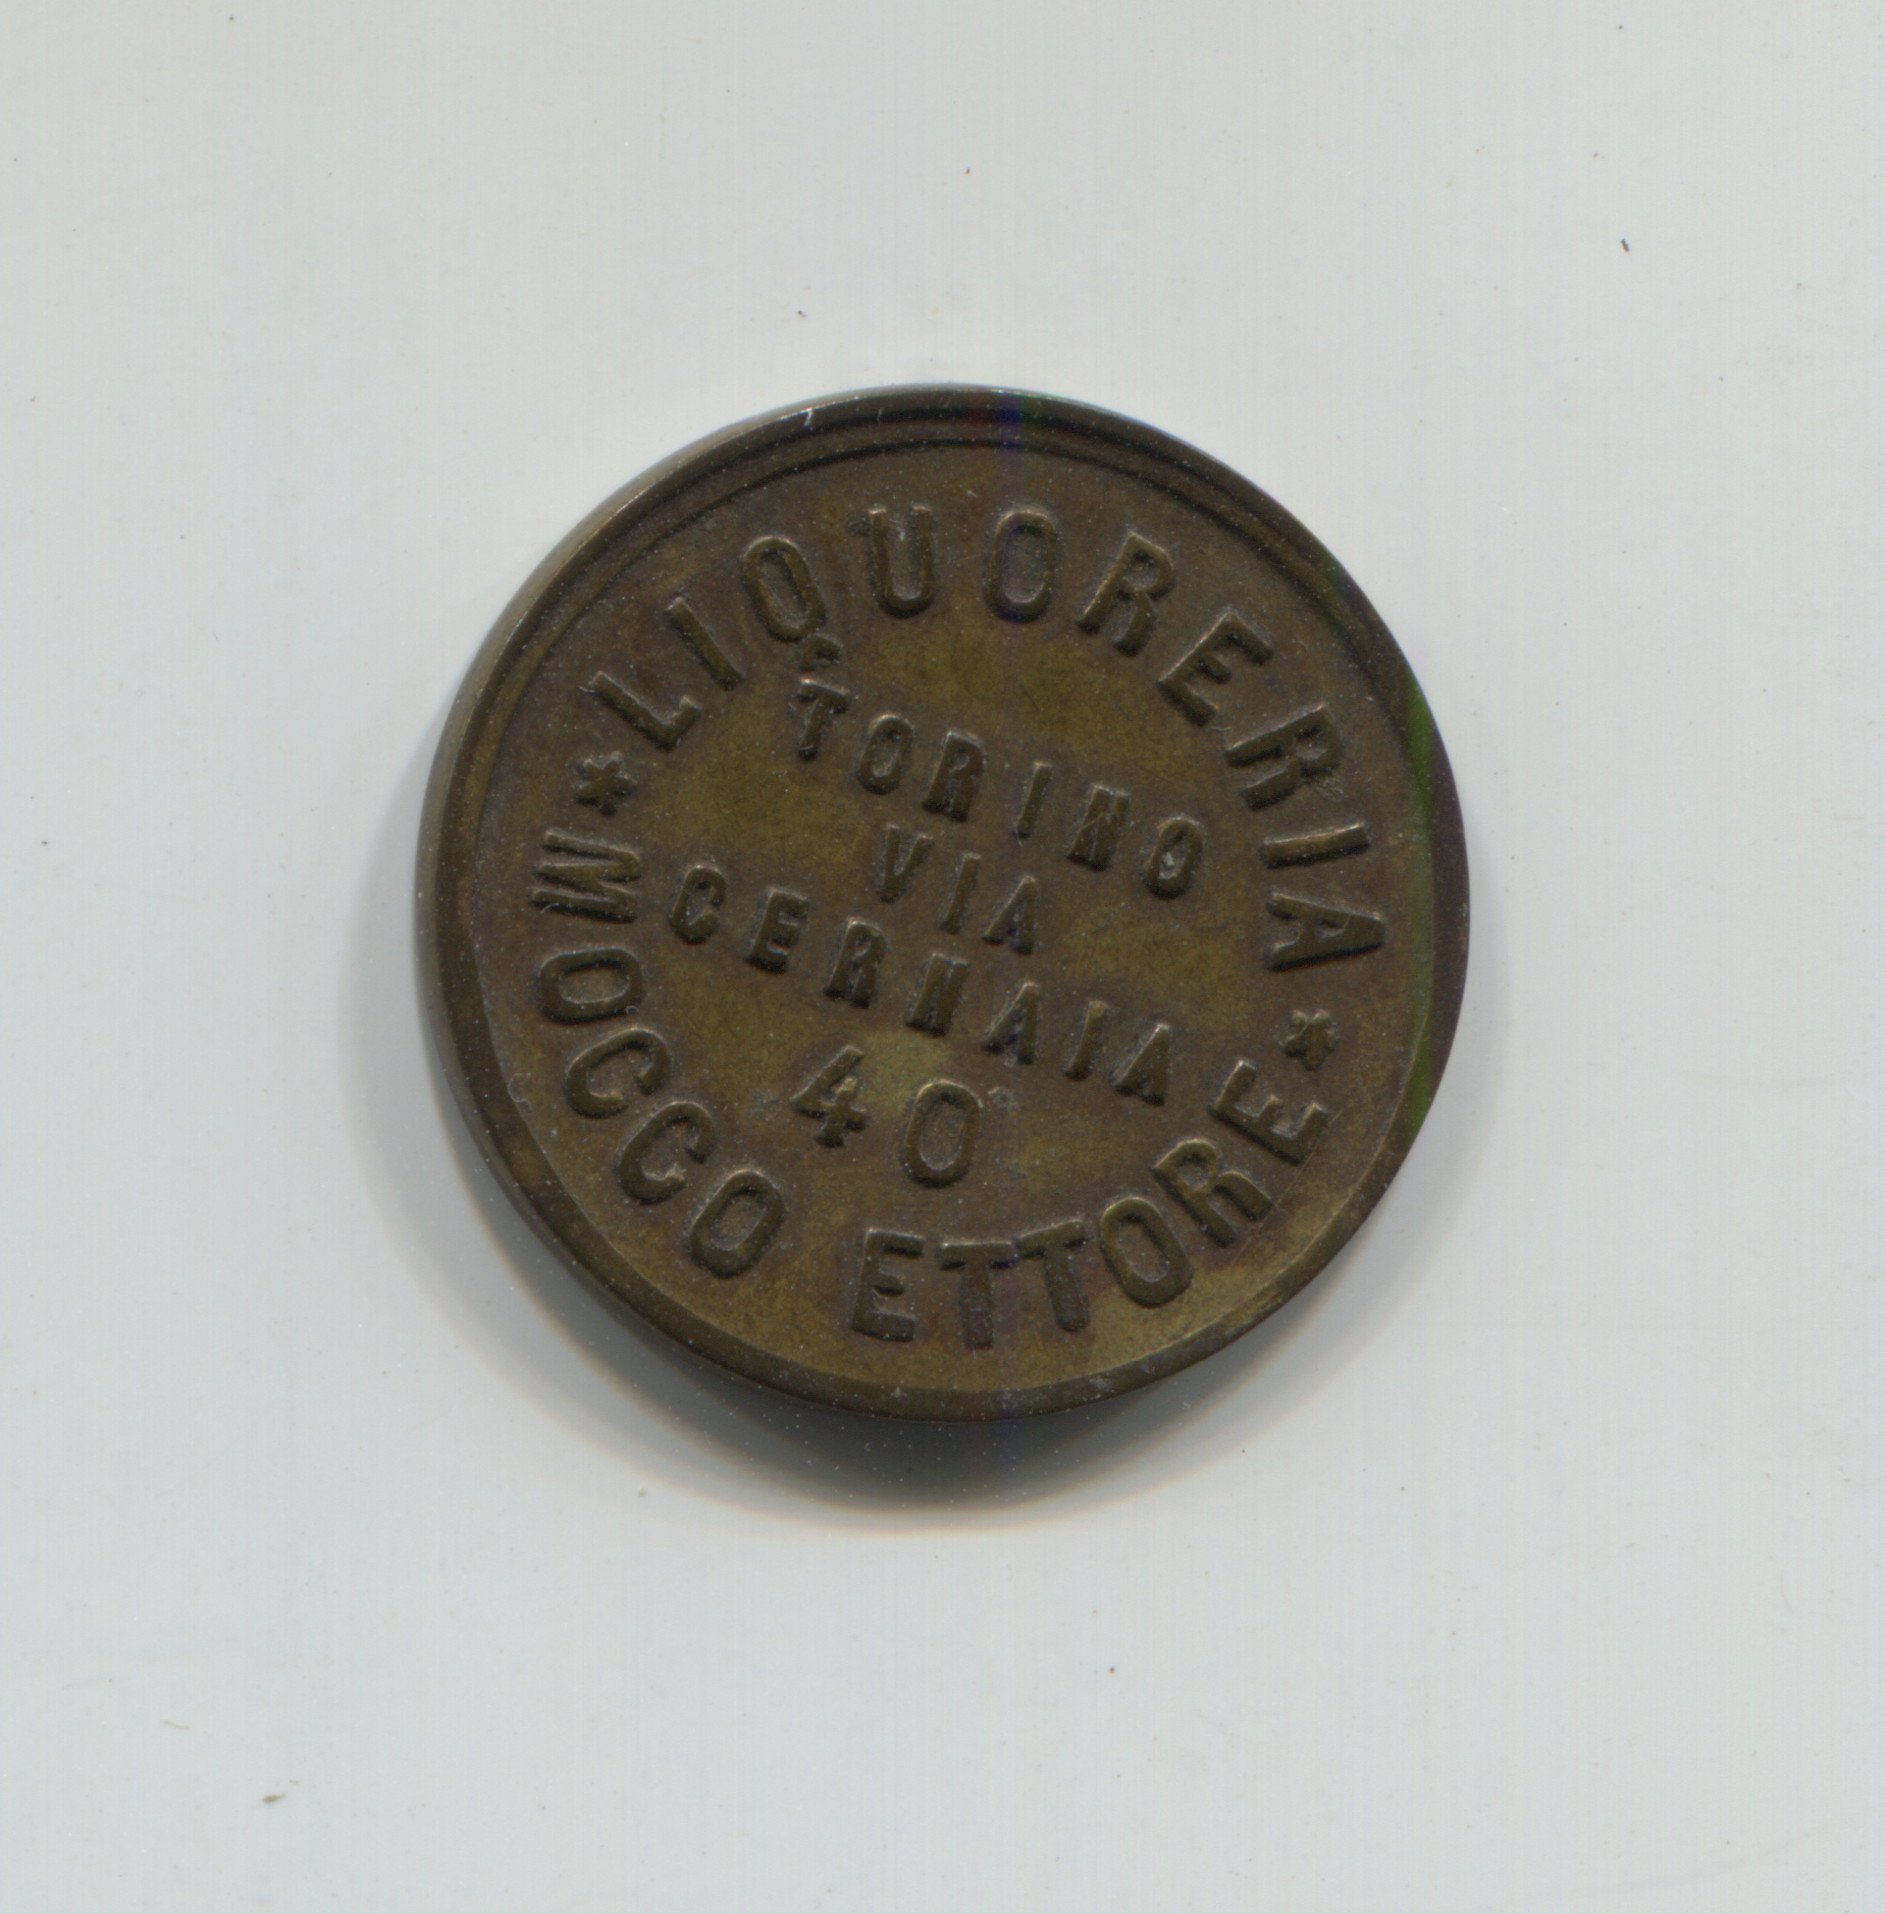 * LIQUORERIA *
TORINO
VIA
CERNAIA
40
MOCCO ETTORE